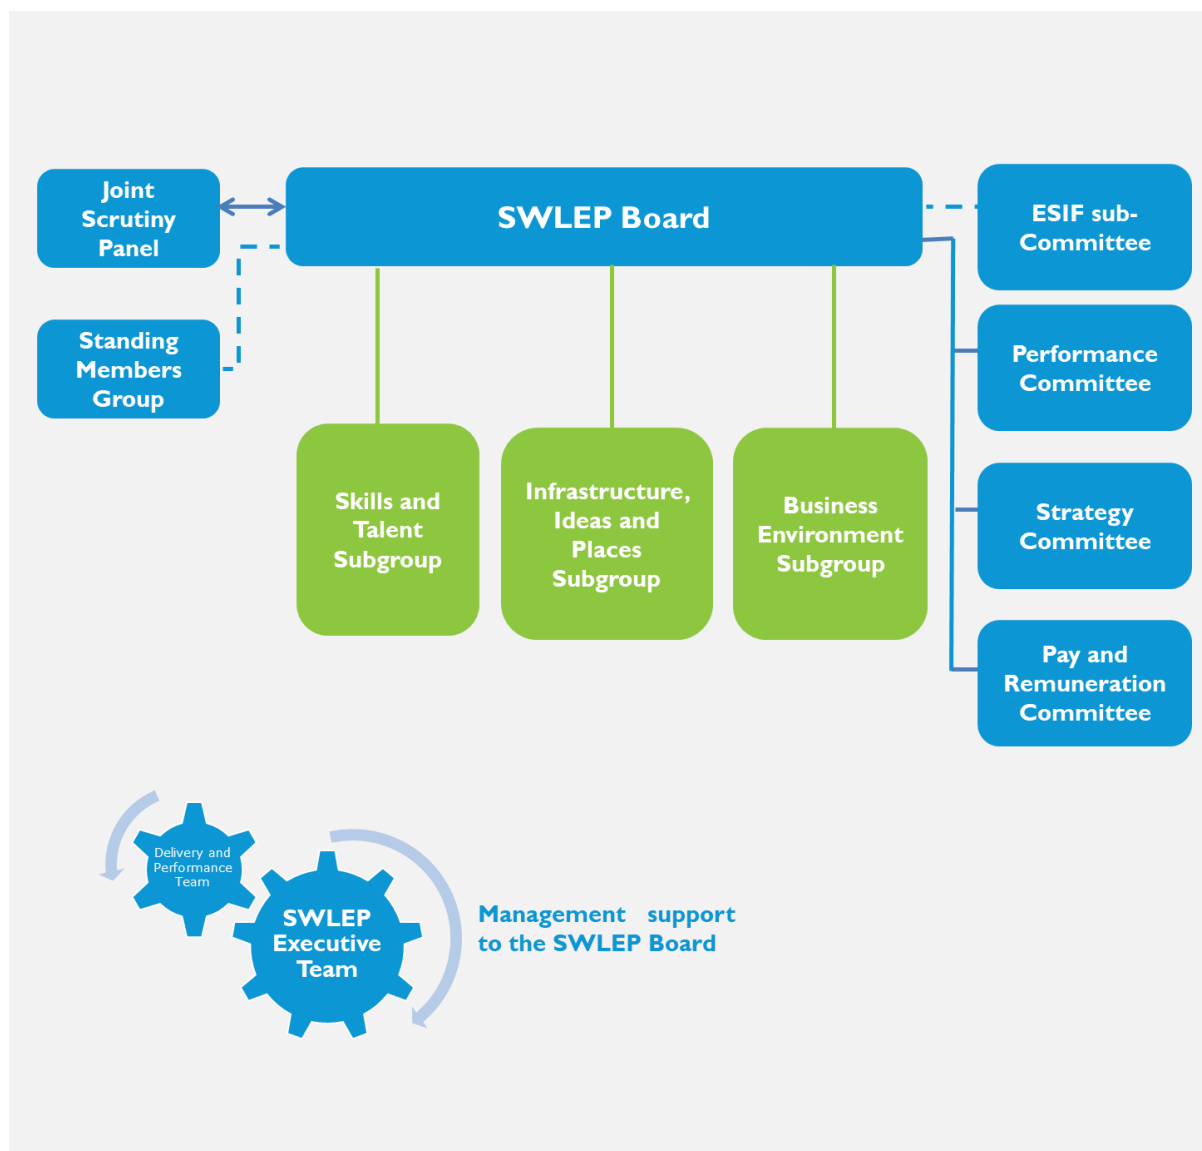 Joint
Scrutiny
Panel
SWLEP Board
ESIF sub-
Committee
Standing
Members
Group
Performance
Committee
Skills and
Talent
Subgroup
Infrastructure,
Ideas and
Places
Subgroup
Business
Environment
Subgroup
Strategy
Committee
Pay and
Remuneration
Committee
Delivery and
Performance
Team
SWLEP
Executive
Team
Management support
to the SWLEP Board